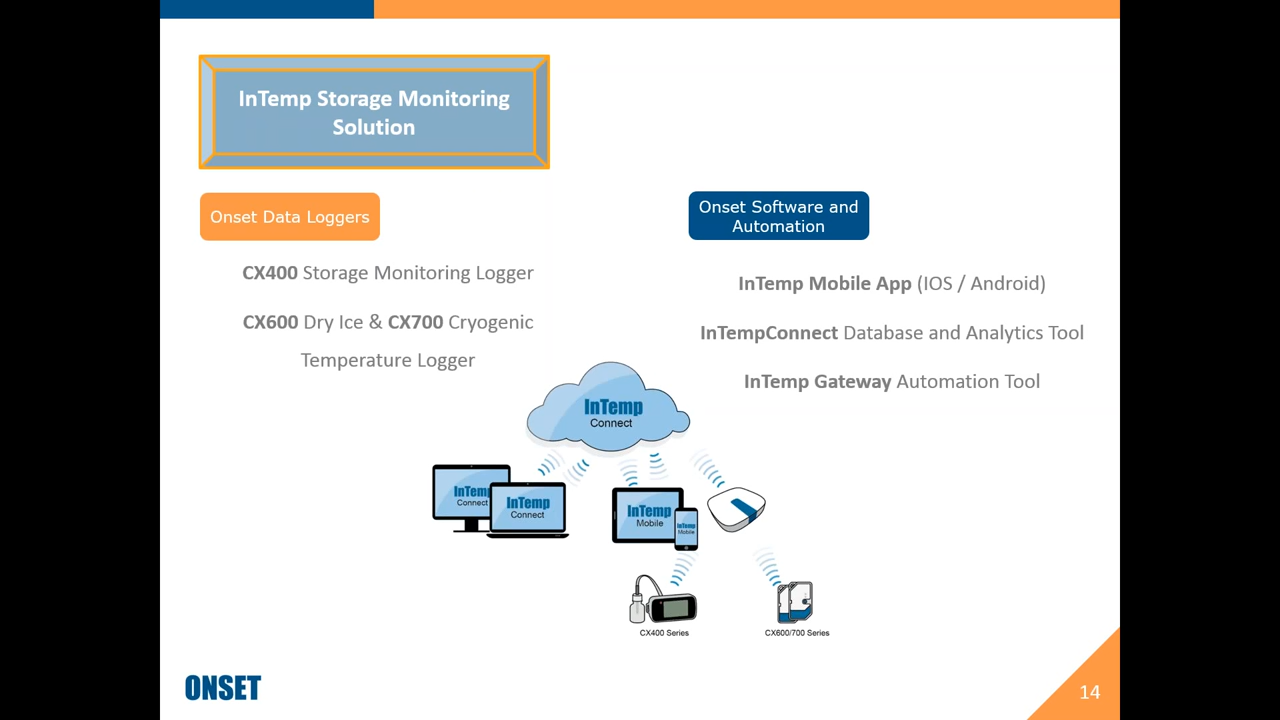 InTemp Storage Monitoring
Solution
Onset Data Loggers
CX400 Storage Monitoring Logger
CX600 Dry Ice & CX700 Cryogenic
Temperature Logger
Onset Software and
Automation
InTemp Mobile App (IOS / Android)
InTempConnect Database and Analytics Tool
InTemp Gateway Automation Tool
InTemp
Connect
InTemp
Connect
InTemp
Connect
InTemp
Mobile
InTemp
Mobile
CX400 Series
CX600/700 Series
ONSET
14